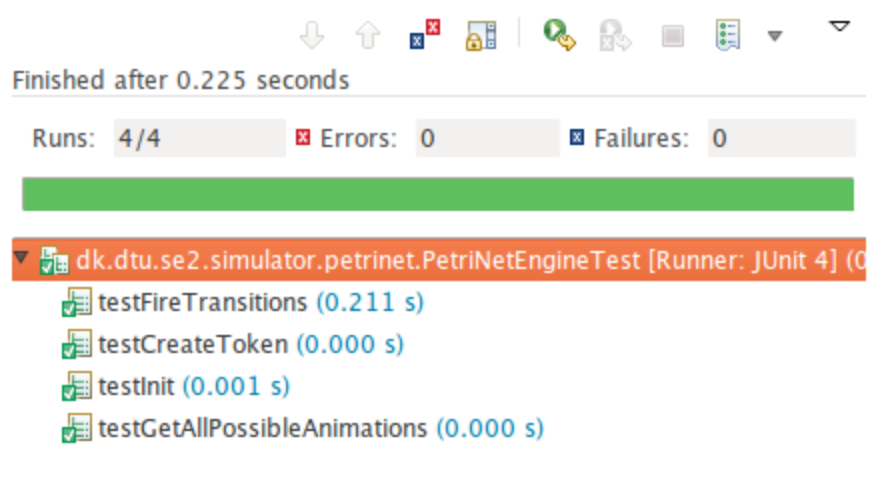 Finished after 0.225 seconds
Runs: 4/4 Errors: 0 Failures: 0
dk.dtu.se2.simulator.petrinet.PetriNetEngineTest [Runner: JUnit 4] (0
testFireTransitions (0.211 s)
testCreateToken (0.000 s)
testInit (0.001 s)
testGetAllPossibleAnimations (0.000 s)